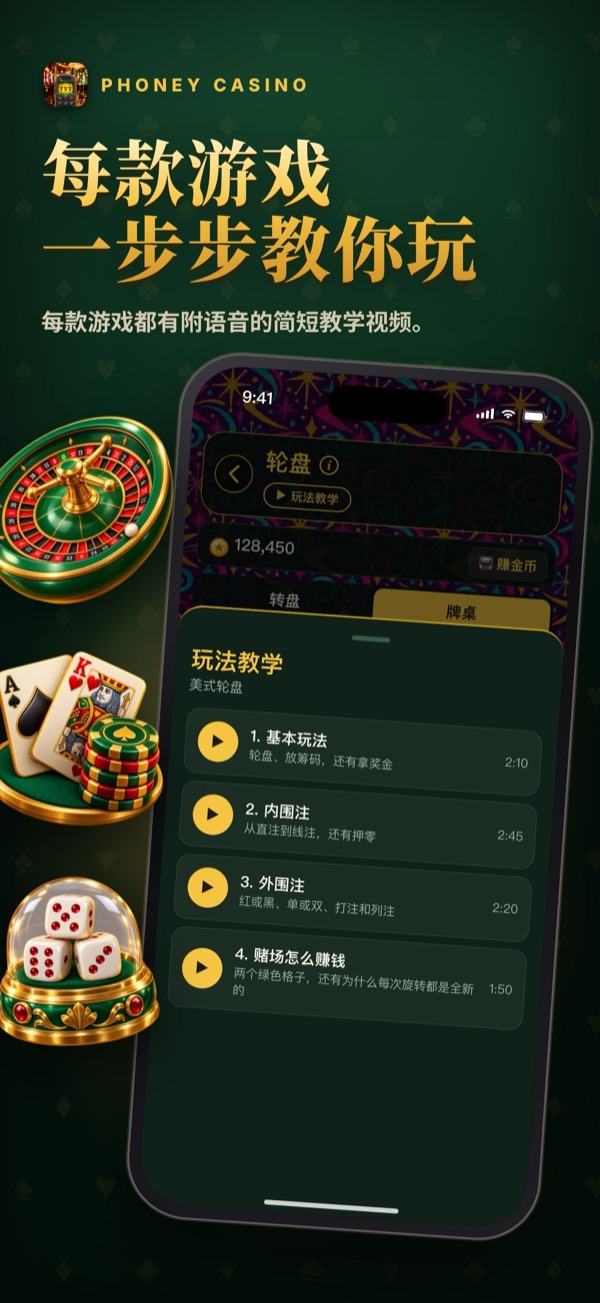 PHONEY CASINO
每款游戏
一步步教你玩
每款游戏都有附语音的简短教学视频。
9:41
轮盘
玩法教学
128,450
赚金币
转盘
牌桌
玩法教学
美式轮盘
1. 基本玩法
轮盘、放筹码，还有拿奖金
2:10
2. 内围注
从直注到线注，还有押零
2:45
3. 外围注
红或黑、单或双、打注和列注
2:20
4. 赌场怎么赚钱
两个绿色格子，还有为什么每次旋转都是全新
的
1:50